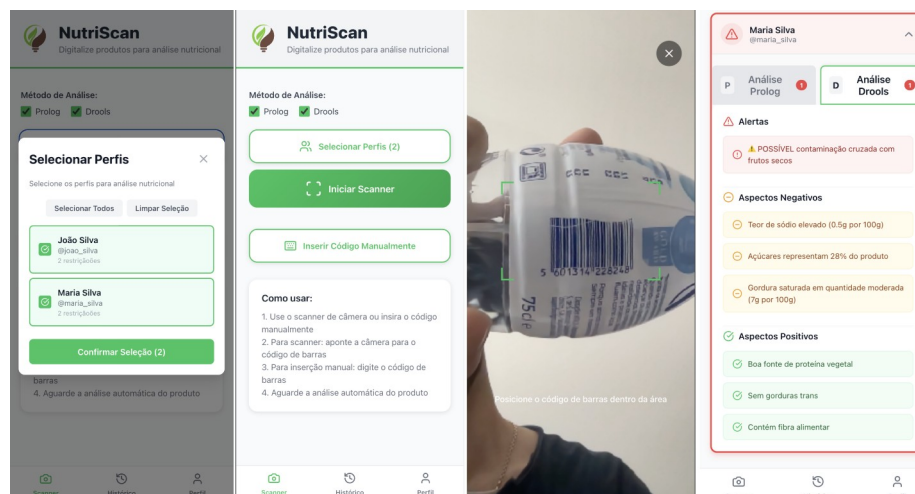 NutriScan
Digitalize produtos para análise nutricional
Método de Análise:
Prolog Drools
Selecionar Perfis
Selecione os perfis para análise nutricional
Selecionar Todos Limpar Seleção
João Silva
@joao_silva
2 restrições
Maria Silva
@maria_silva
2 restrições
Confirmar Seleção (2)
barras
4. Aguarde a análise automática do produto
Scanner Histórico Perfil
NutriScan
Digitalize produtos para análise nutricional
Método de Análise:
Prolog Drools
Selecionar Perfis (2)
Iniciar Scanner
Inserir Código Manualmente
Como usar:
1. Use o scanner de câmera ou insira o código
manualmente
2. Para scanner: aponte a câmera para o
código de barras
3. Para inserção manual: digite o código de
barras
4. Aguarde a análise automática do produto
Scanner Histórico Perfil
5 601314 228248
75cl e
GOLD
Posicione o código de barras dentro da área
Maria Silva
@maria_silva
P Análise
Prolog 1
D Análise
Drools 1
Alertas
POSSÍVEL contaminação cruzada com
frutos secos
Aspectos Negativos
Teor de sódio elevado (0.5g por 100g)
Açúcares representam 28% do produto
Gordura saturada em quantidade moderada
(7g por 100g)
Aspectos Positivos
Boa fonte de proteína vegetal
Sem gorduras trans
Contém fibra alimentar